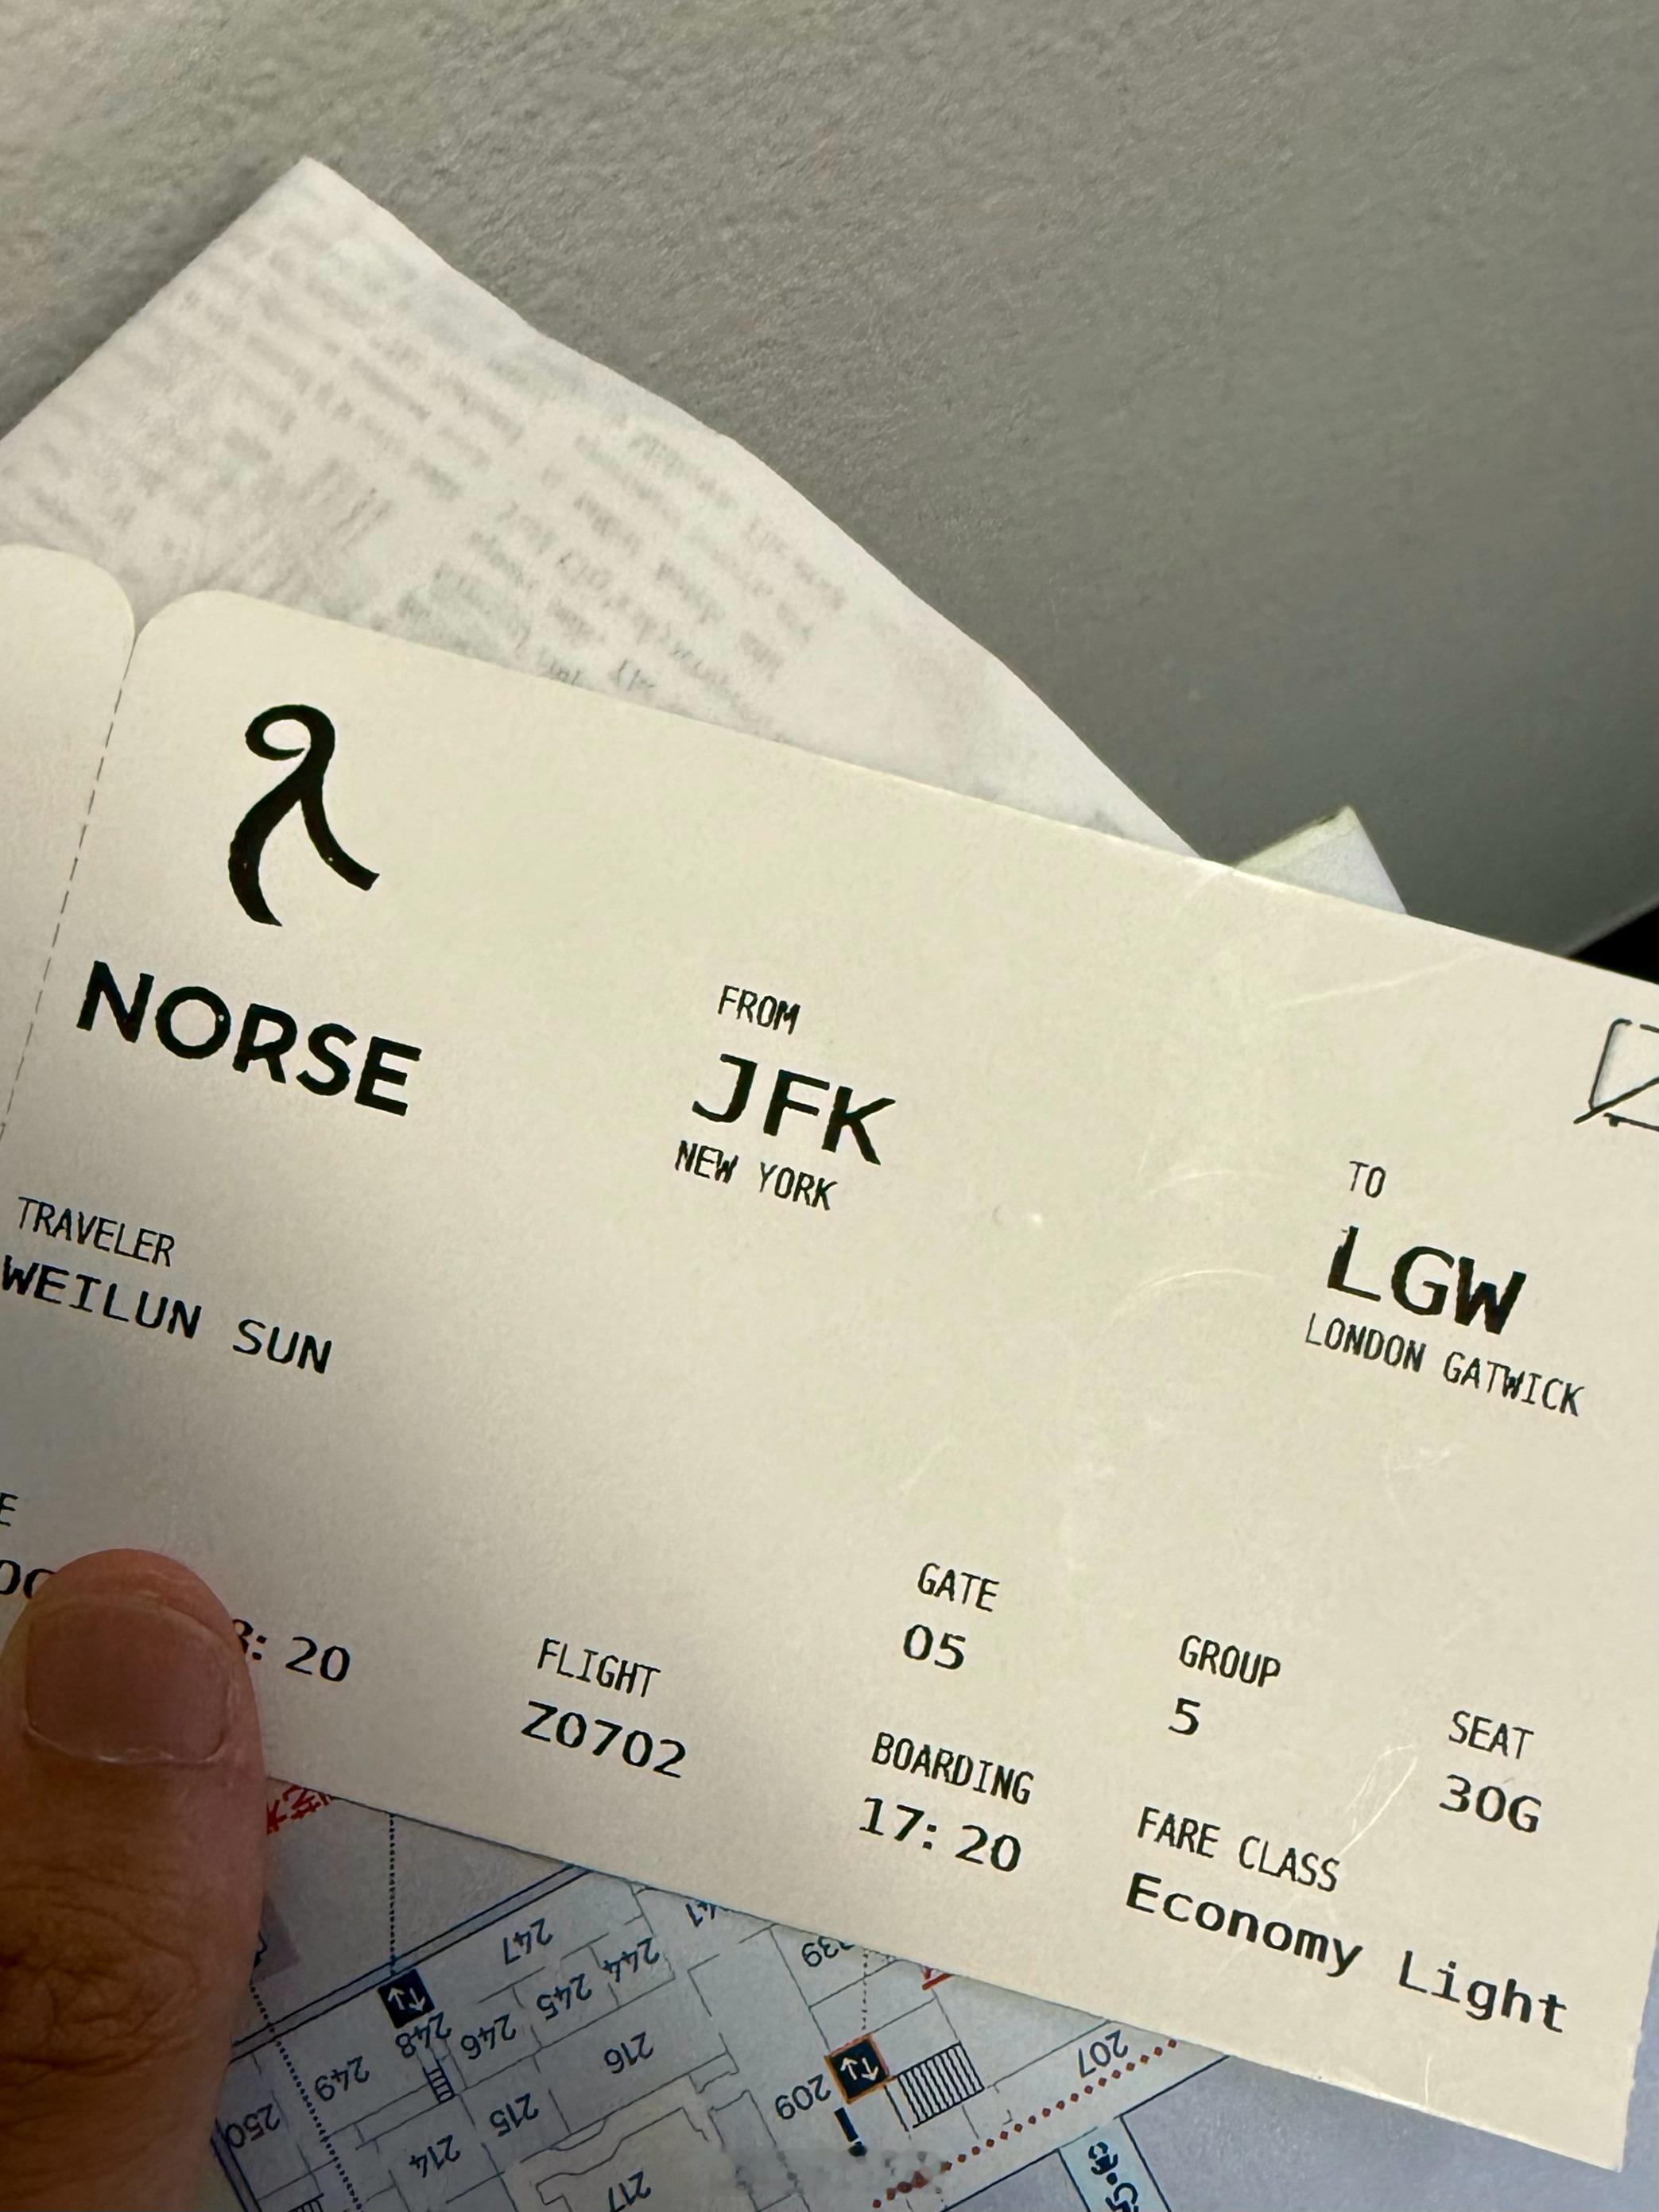 NORSE
FROM
JFK
NEW YORK
TO
LGW
LONDON GATWICK
TRAVELER
WEILUN SUN
: 20
FLIGHT
Z0702
GATE
05
BOARDING
17: 20
GROUP
5
SEAT
30G
FARE CLASS
Economy Light
247
244
245
246
248
249
250
216
215
214
217
209
207